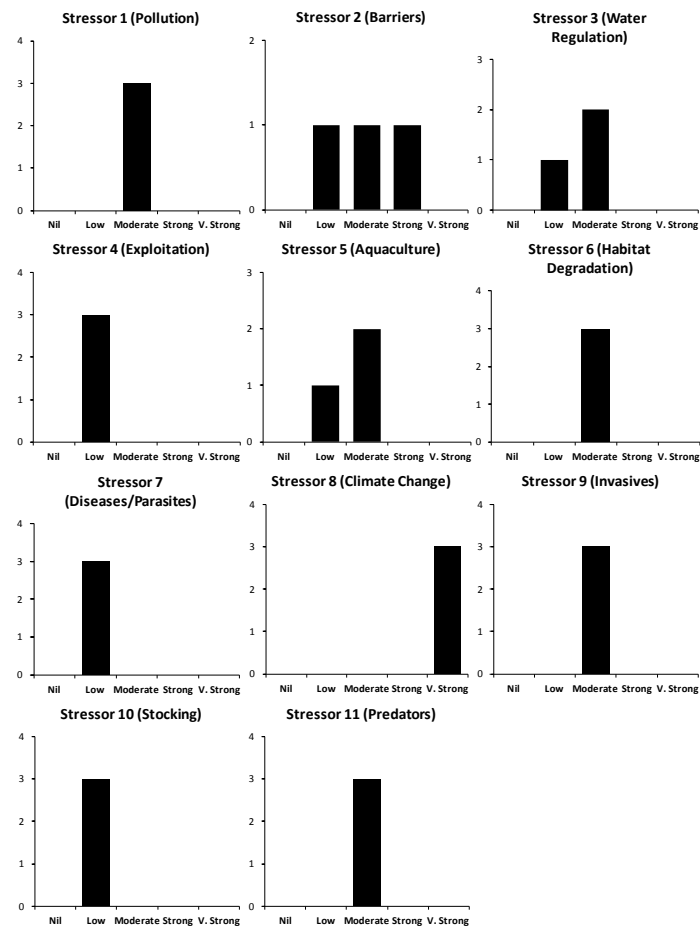 Stressor 1 (Pollution)
4
3
2
1
0
Nil Low Moderate Strong V. Strong
Stressor 2 (Barriers)
2
1
0
Nil Low Moderate Strong V. Strong
Stressor 3 (Water
Regulation)
3
2
1
0
Nil Low Moderate Strong V. Strong
Stressor 4 (Exploitation)
4
3
2
1
0
Nil Low Moderate Strong V. Strong
Stressor 5 (Aquaculture)
3
2
1
0
Nil Low Moderate Strong V. Strong
Stressor 6 (Habitat
Degradation)
4
3
2
1
0
Nil Low Moderate Strong V. Strong
Stressor 7
(Diseases/Parasites)
4
3
2
1
0
Nil Low Moderate Strong V. Strong
Stressor 8 (Climate Change)
4
3
2
1
0
Nil Low Moderate Strong V. Strong
Stressor 9 (Invasives)
4
3
2
1
0
Nil Low Moderate Strong V. Strong
Stressor 10 (Stocking)
4
3
2
1
0
Nil Low Moderate Strong V. Strong
Stressor 11 (Predators)
4
3
2
1
0
Nil Low Moderate Strong V. Strong